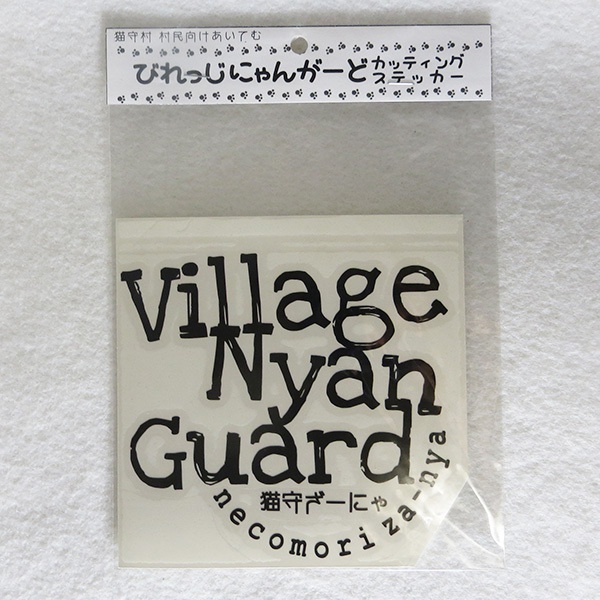 猫守村 村民向けあいてむ
びれっじにゃんがーど カッティング
ステッカー
Village
Nyan
Guard
猫守ざーにゃ
necomori za-nya